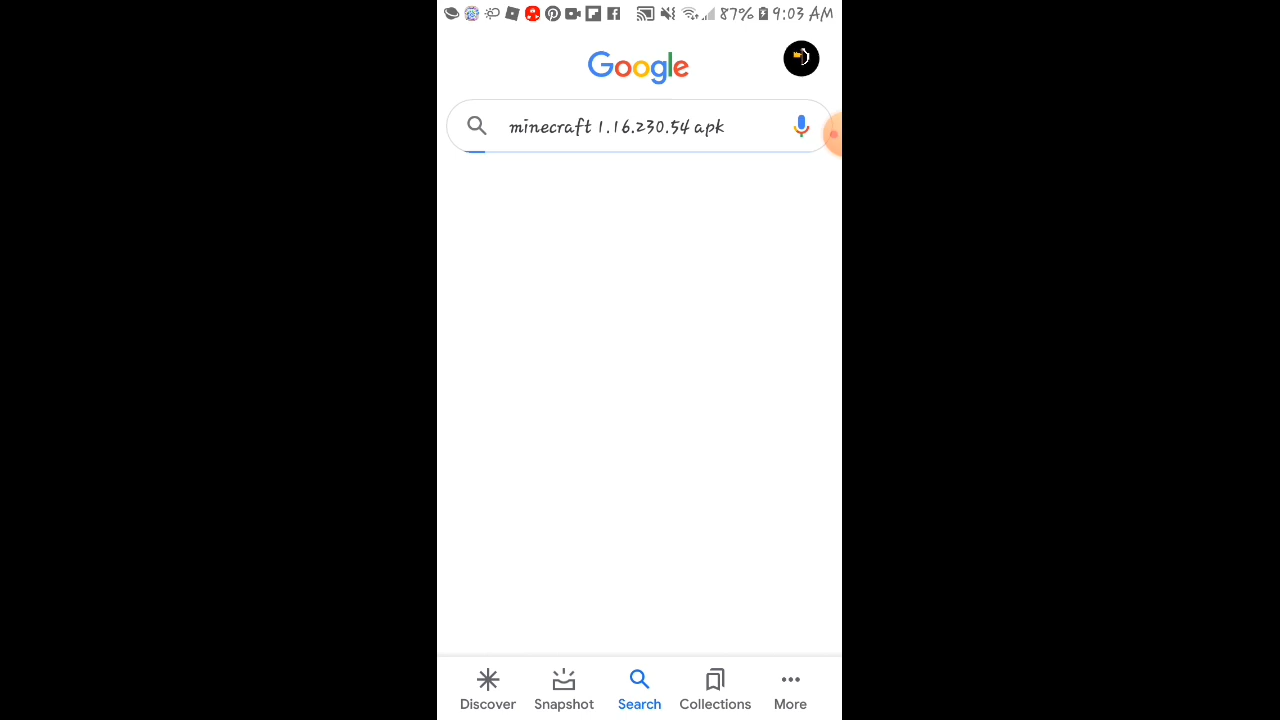 87% 9:03 AM
Google
minecraft 1.16.230.54 apk
Discover Snapshot Search Collections More